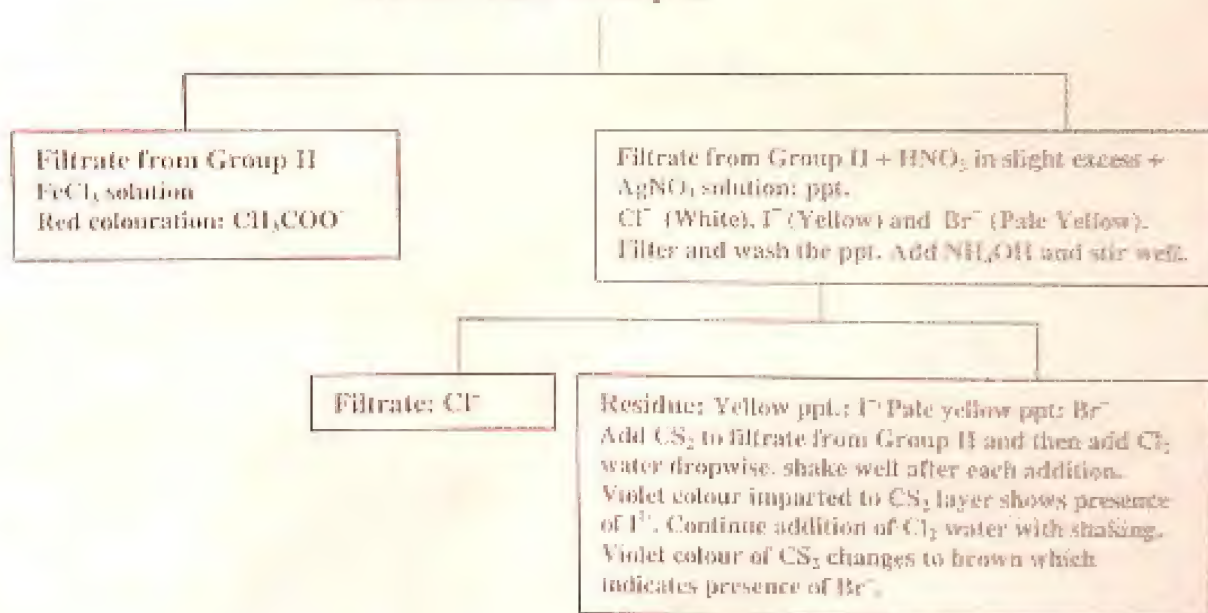 Filtrate from Group II
FeCl₃ solution
Red colouration: CH₃COO⁻
Filtrate from Group II + HNO₃ in slight excess +
AgNO₃ solution: ppt.
Cl⁻ (White), I⁻ (Yellow) and Br⁻ (Pale Yellow).
Filter and wash the ppt. Add NH₄OH and stir well.
Filtrate: Cl⁻
Residue: Yellow ppt.: I⁻ Pale yellow ppt: Br⁻
Add CS₂ to filtrate from Group II and then add Cl₂
water dropwise, shake well after each addition.
Violet colour imparted to CS₂ layer shows presence
of I⁻. Continue addition of Cl₂ water with shaking.
Violet colour of CS₂ changes to brown which
indicates presence of Br⁻.